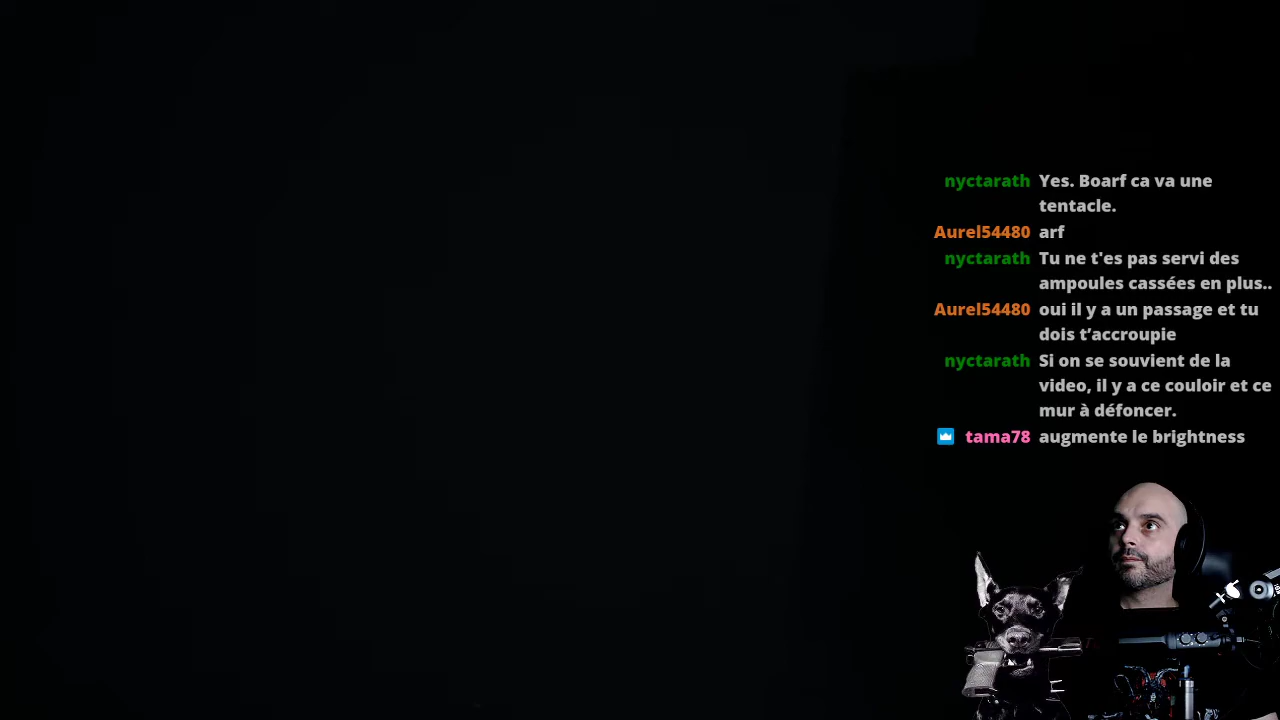 nyctarath Yes. Boarf ca va une
tentacle.
Aurel54480 arf
nyctarath Tu ne t'es pas servi des
ampoules cassées en plus..
Aurel54480 oui il y a un passage et tu
dois t’accroupie
nyctarath Si on se souvient de la
video, il y a ce couloir et ce
mur à défoncer.
tama78 augmente le brightness